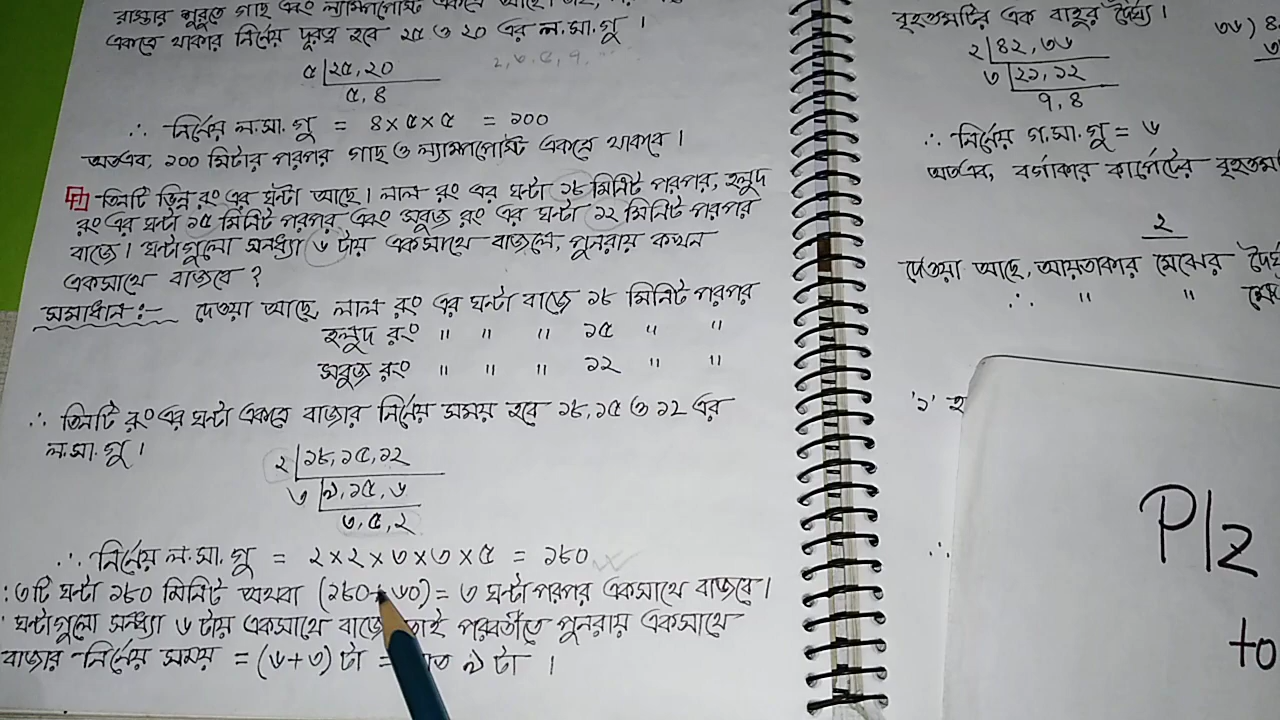 রাস্তার শুরুতে গাছ এবং ল্যাম্পপোস্ট একত্রে আছে।
একত্রে থাকার নির্নেয় দূরত্ব হবে ২৫ ও ২০ এর ল.সা.গু।
৫ | ২৫, ২০
৫, ৪
∴ নির্নেয় ল.সা.গু = ৪×৫×৫ = ১০০
অতএব, ১০০ মিটার পরপর গাছ ও ল্যাম্পপোস্ট একত্রে থাকবে।
তিনটি ভিন্ন রং এর ঘন্টা আছে। লাল রং এর ঘন্টা ১৮ মিনিট পরপর, হলুদ
রং এর ঘন্টা ১৫ মিনিট পরপর এবং সবুজ রং এর ঘন্টা ১২ মিনিট পরপর
বাজে। ঘন্টাগুলো সনধ্যা ৬ টায় একসাথে বাজলে, পুনরায় কখন
একসাথে বাজবে?
সমাধান:- দেওয়া আছে, লাল রং এর ঘন্টা বাজে ১৮ মিনিট পরপর
হলুদ রং " " " ১৫ " "
সবুজ রং " " " ১২ " "
∴ তিনটি রং এর ঘন্টা একত্রে বাজার নির্নেয় সময় হবে ১৮, ১৫ ও ১২ এর
ল.সা.গু।
২ | ১৮, ১৫, ১২
৩ | ৯, ১৫, ৬
৩, ৫, ২
∴ নির্নেয় ল.সা.গু = ২×২×৩×৩×৫ = ১৮০
: ৩টি ঘন্টা ১৮০ মিনিট অথবা (১৮০÷৬০) = ৩ ঘন্টা পরপর একসাথে বাজবে।
ঘন্টাগুলো সন্ধ্যা ৬ টায় একসাথে বাজে পরবর্তীতে পুনরায় একসাথে
বাজার নির্নেয় সময় = (৬+৩) টা = ৯ টা।
বৃহত্তমটির এক বাহুর দৈর্ঘ্য।
২ | ৪২, ৩৬৬
৩ | ২১, ১২
৭, ৪
∴ নির্নেয় গ.সা.গু = ৬
অতএব, বর্গাকার কার্পেটের
২
দেওয়া আছে, আয়তাকার মেঝের
∴ " "
'১'
∴
Plz
to